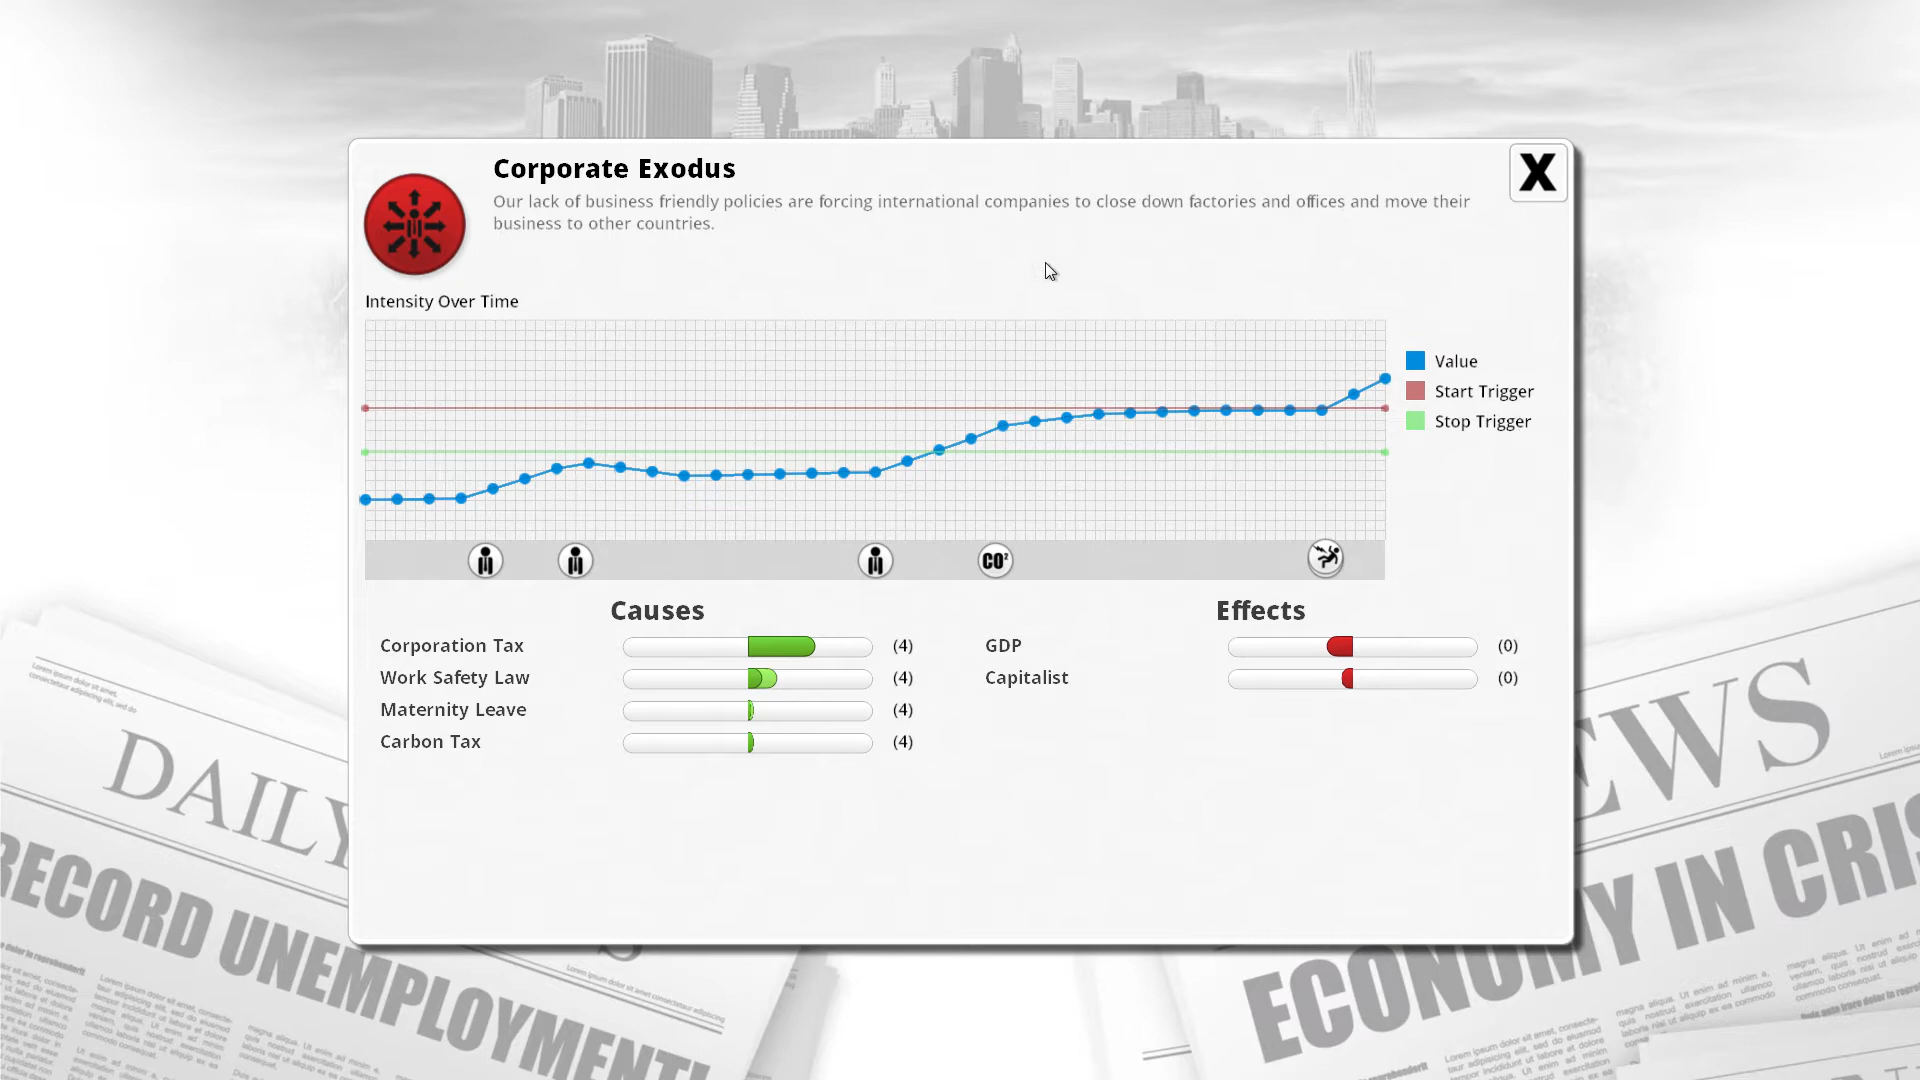 Corporate Exodus
X
Our lack of business friendly policies are forcing international companies to close down factories and offices and move their
business to other countries.
Intensity Over Time
Value
Start Trigger
Stop Trigger
CO²
Causes
Corporation Tax (4)
Work Safety Law (4)
Maternity Leave (4)
Carbon Tax (4)
Effects
GDP (0)
Capitalist (0)
DAILY
RECORD UNEMPLOYMENT!
EWS
ECONOMY IN CRIS